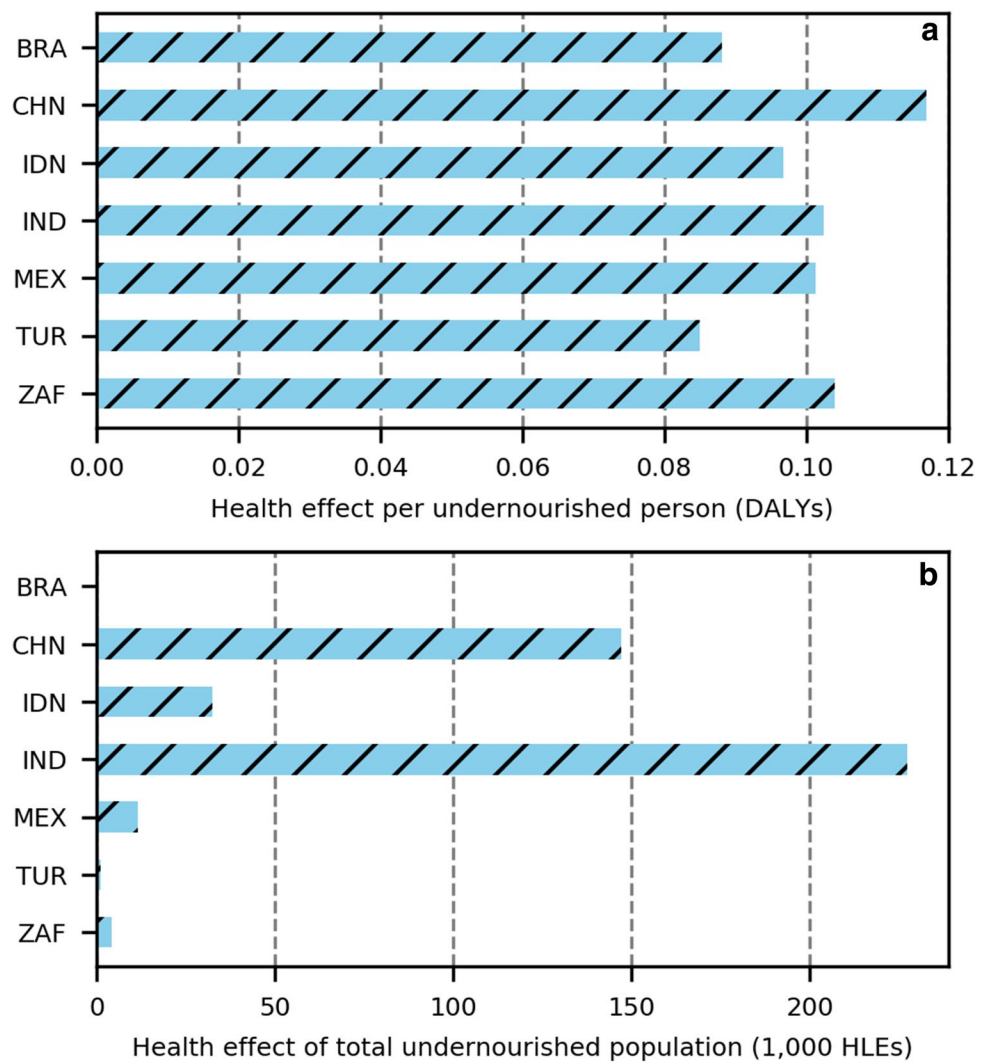 a
BRA
CHN
IDN
IND
MEX
TUR
ZAF
0.00 0.02 0.04 0.06 0.08 0.10 0.12
Health effect per undernourished person (DALYs)
b
BRA
CHN
IDN
IND
MEX
TUR
ZAF
0 50 100 150 200
Health effect of total undernourished population (1,000 HLEs)